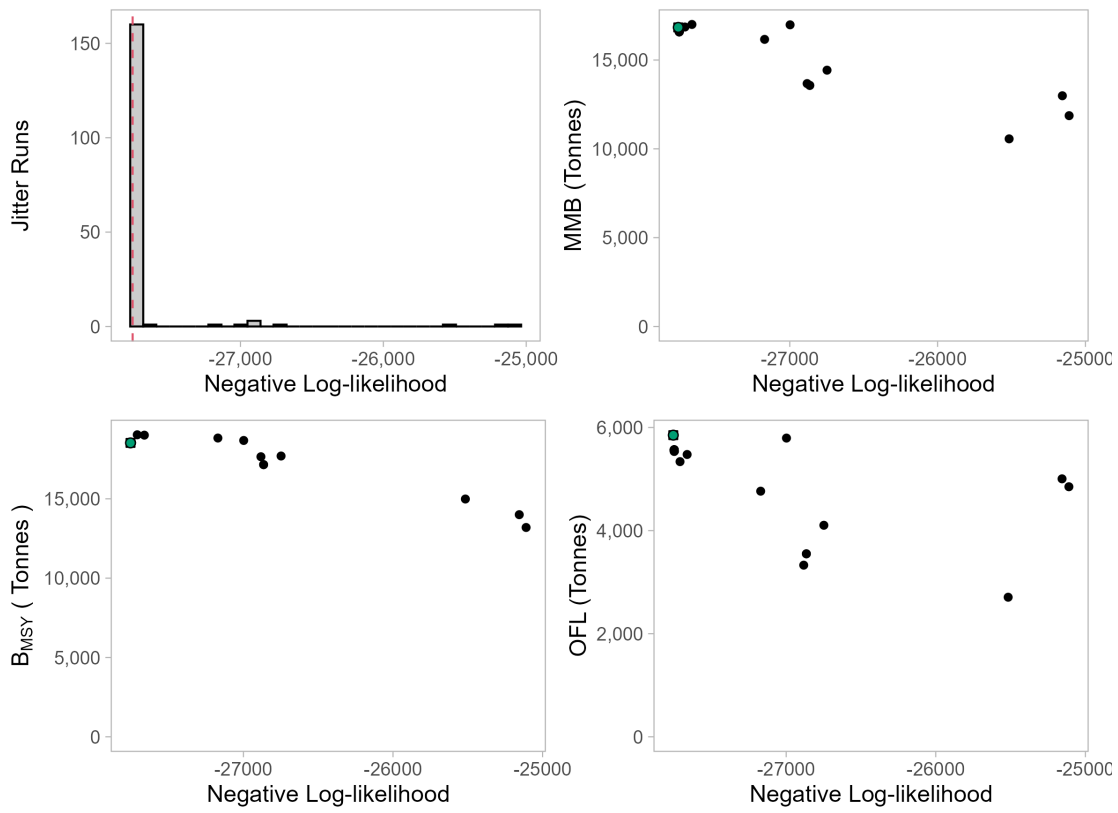 Jitter Runs
150
100
50
0
-27,000 -26,000 -25,000
Negative Log-likelihood
MMB (Tonnes)
15,000
10,000
5,000
0
-27000 -26000 -25000
Negative Log-likelihood
BMSY ( Tonnes )
15,000
10,000
5,000
0
-27000 -26000 -25000
Negative Log-likelihood
OFL (Tonnes)
6,000
4,000
2,000
0
-27000 -26000 -25000
Negative Log-likelihood